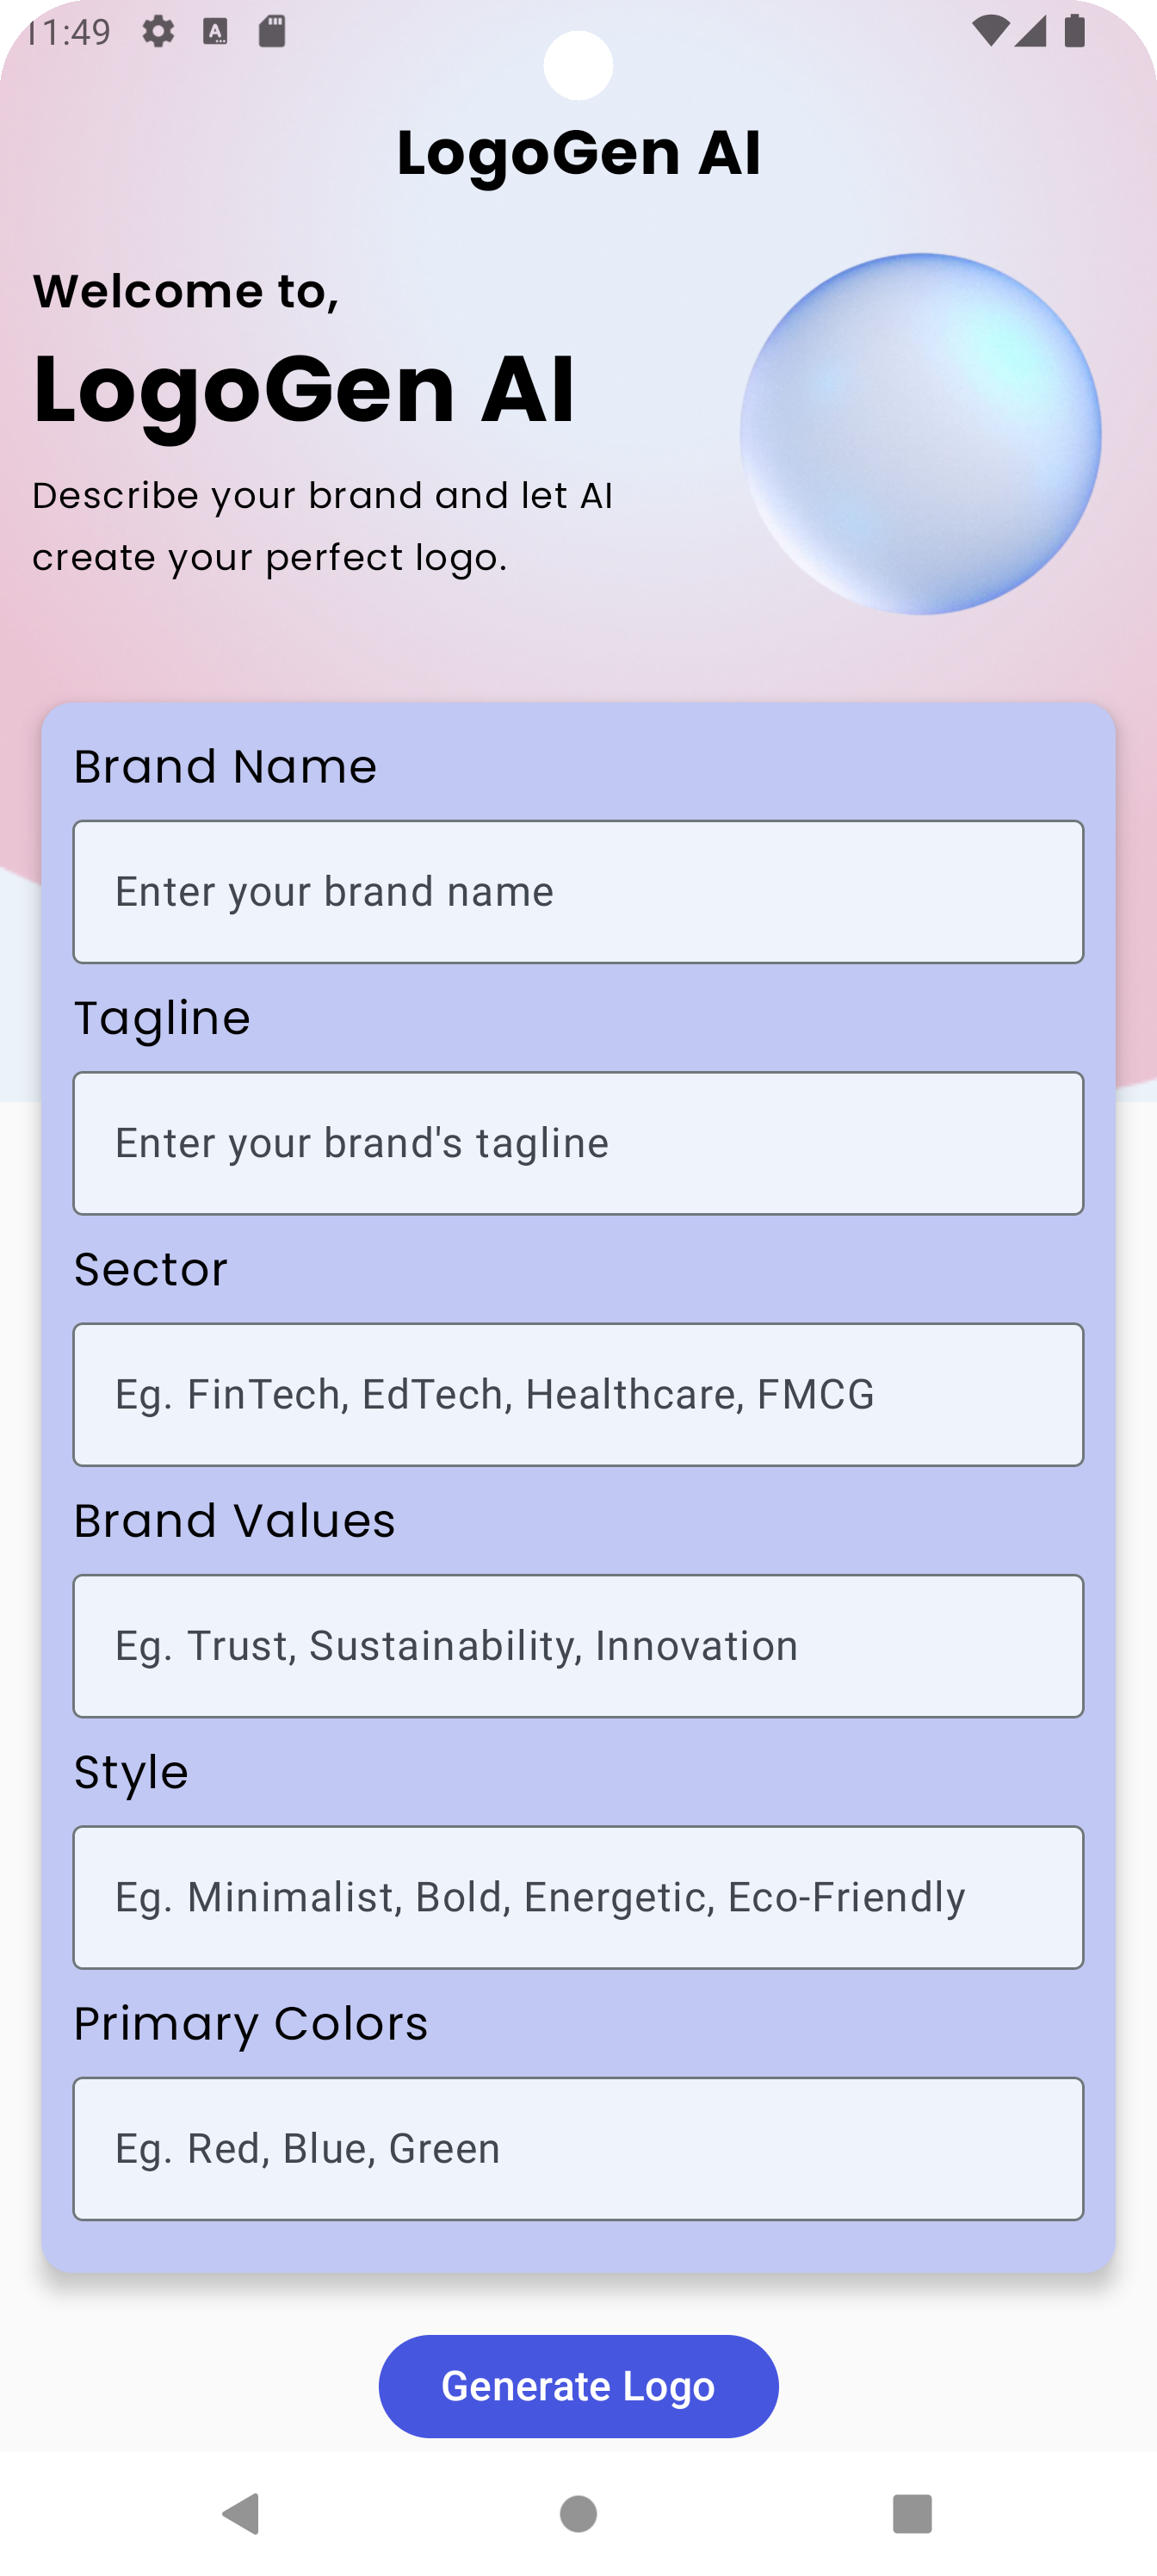 11:49
LogoGen AI
Welcome to,
LogoGen AI
Describe your brand and let AI
create your perfect logo.
Brand Name
Enter your brand name
Tagline
Enter your brand's tagline
Sector
Eg. FinTech, EdTech, Healthcare, FMCG
Brand Values
Eg. Trust, Sustainability, Innovation
Style
Eg. Minimalist, Bold, Energetic, Eco-Friendly
Primary Colors
Eg. Red, Blue, Green
Generate Logo